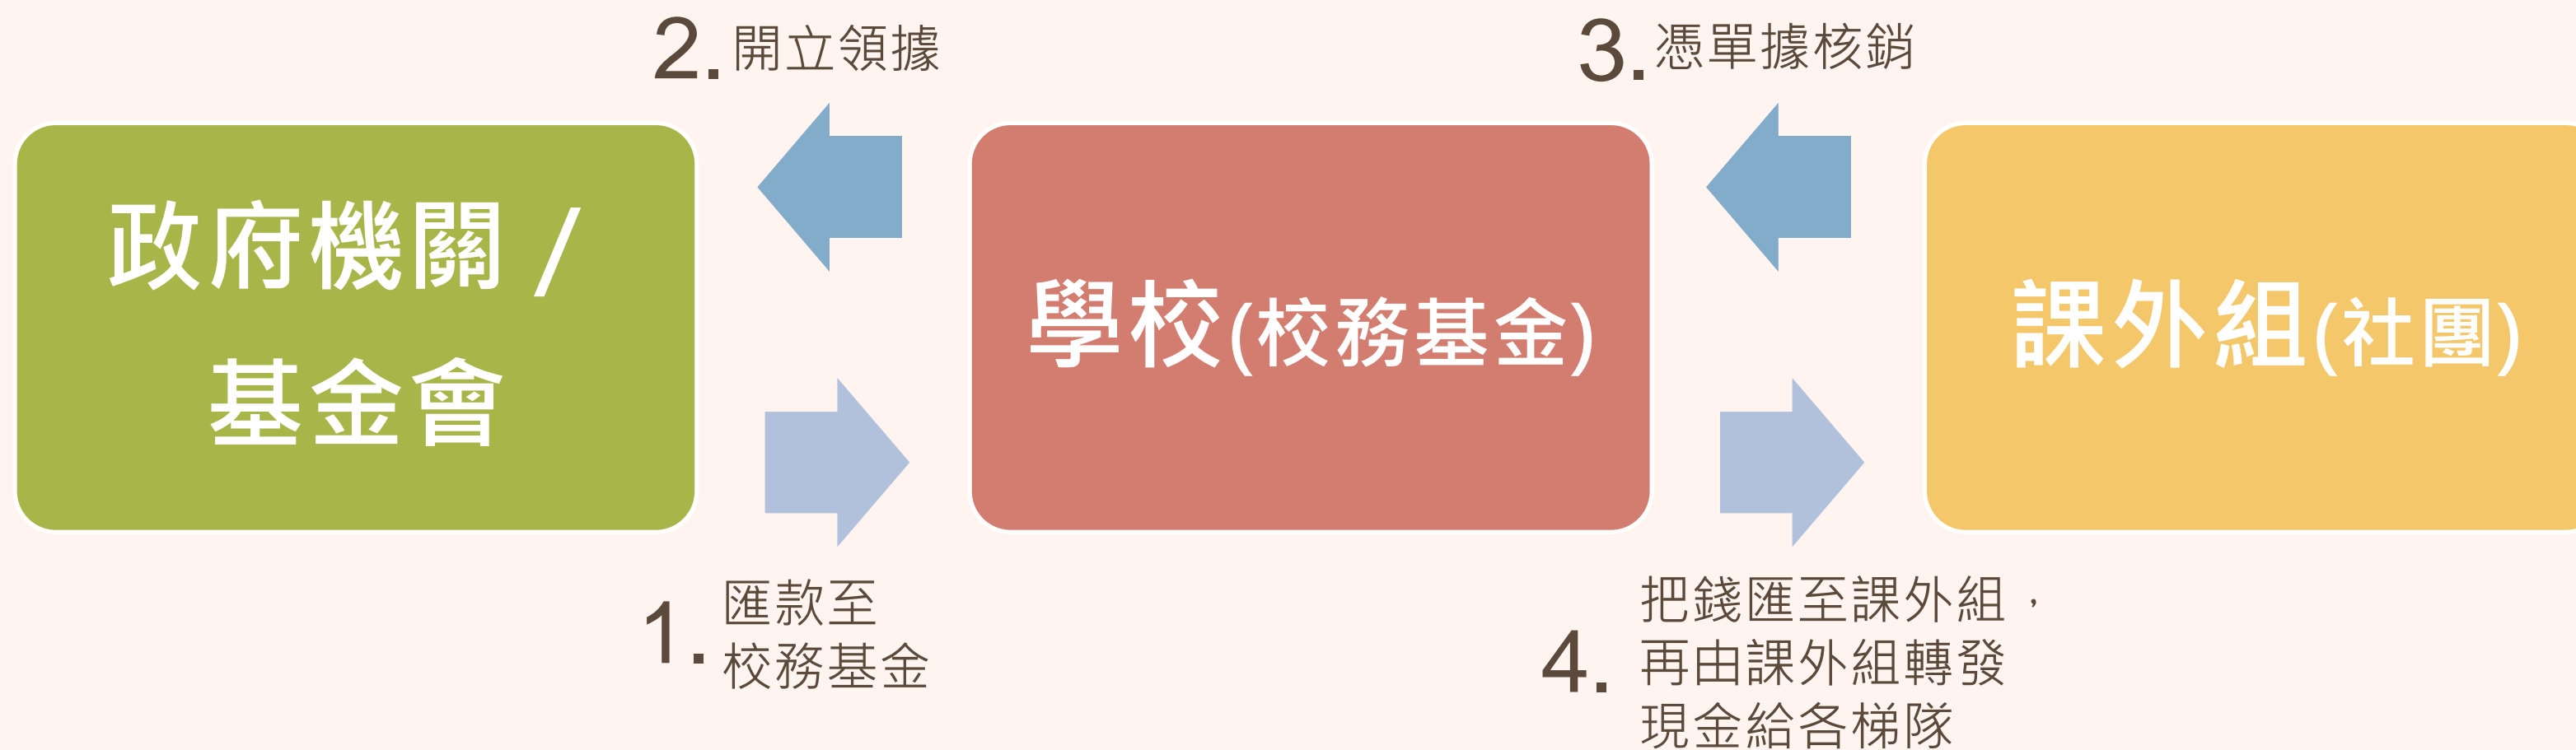 2. 開立領據
3. 憑單據核銷
政府機關 /
基金會
學校(校務基金)
課外組(社團)
1. 匯款至
校務基金
4. 把錢匯至課外組，
再由課外組轉發
現金給各梯隊